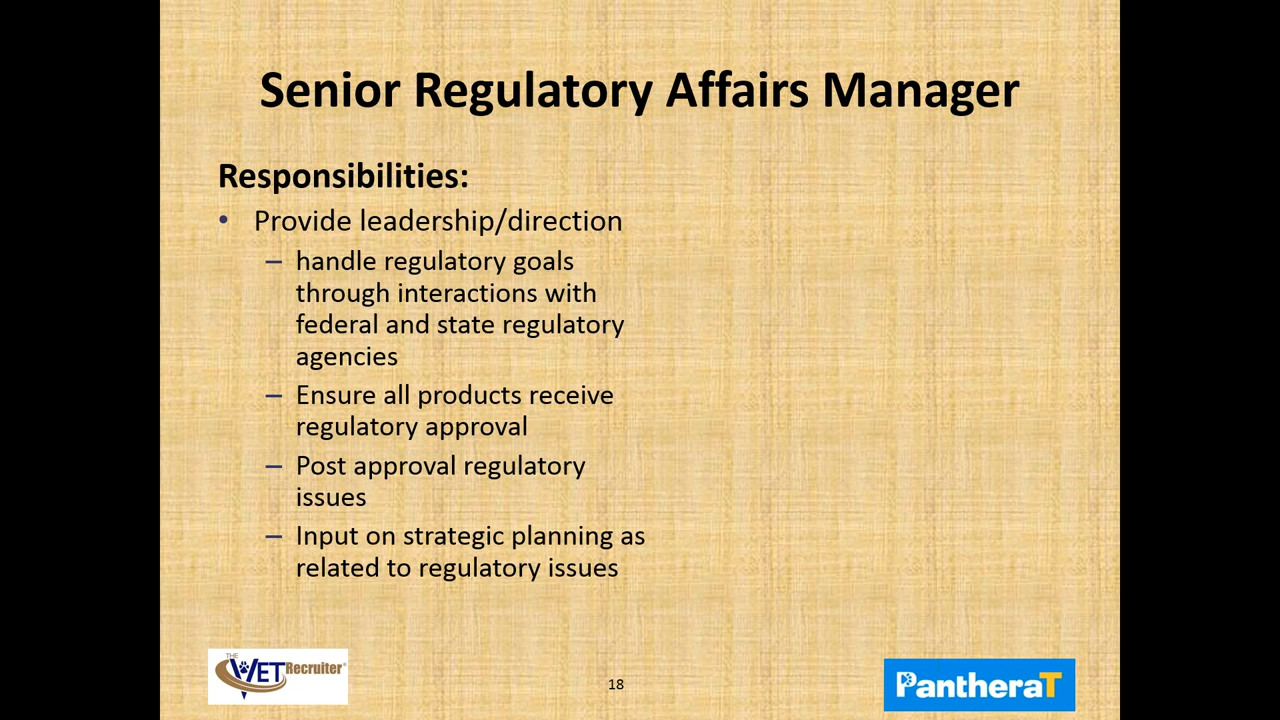 Senior Regulatory Affairs Manager
Responsibilities:
• Provide leadership/direction
– handle regulatory goals
through interactions with
federal and state regulatory
agencies
– Ensure all products receive
regulatory approval
– Post approval regulatory
issues
– Input on strategic planning as
related to regulatory issues
THE
VET Recruiter®
18
PantheraT